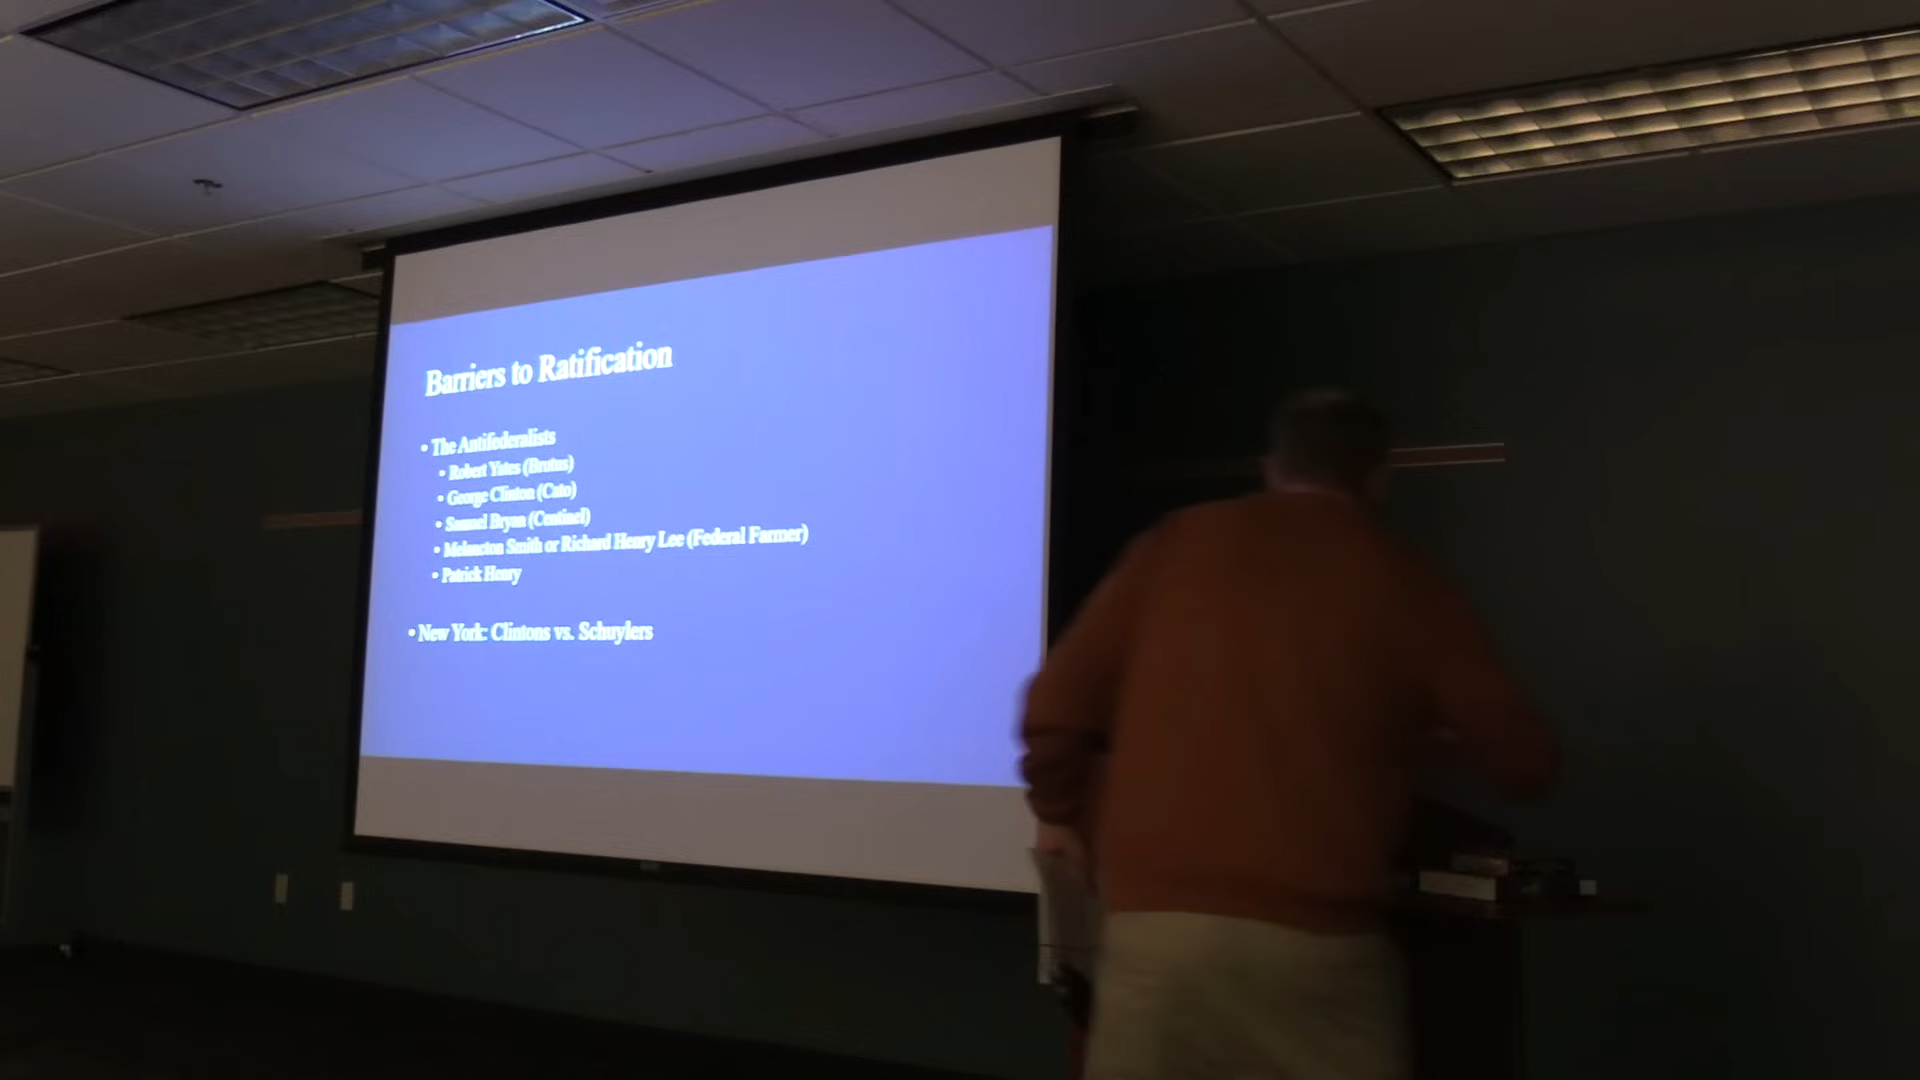 Barriers to Ratification
• The Antifederalists
• Robert Yates (Brutus)
• George Clinton (Cato)
• Samuel Bryan (Centinel)
• Melancton Smith or Richard Henry Lee (Federal Farmer)
• Patrick Henry
• New York: Clintons vs. Schuylers